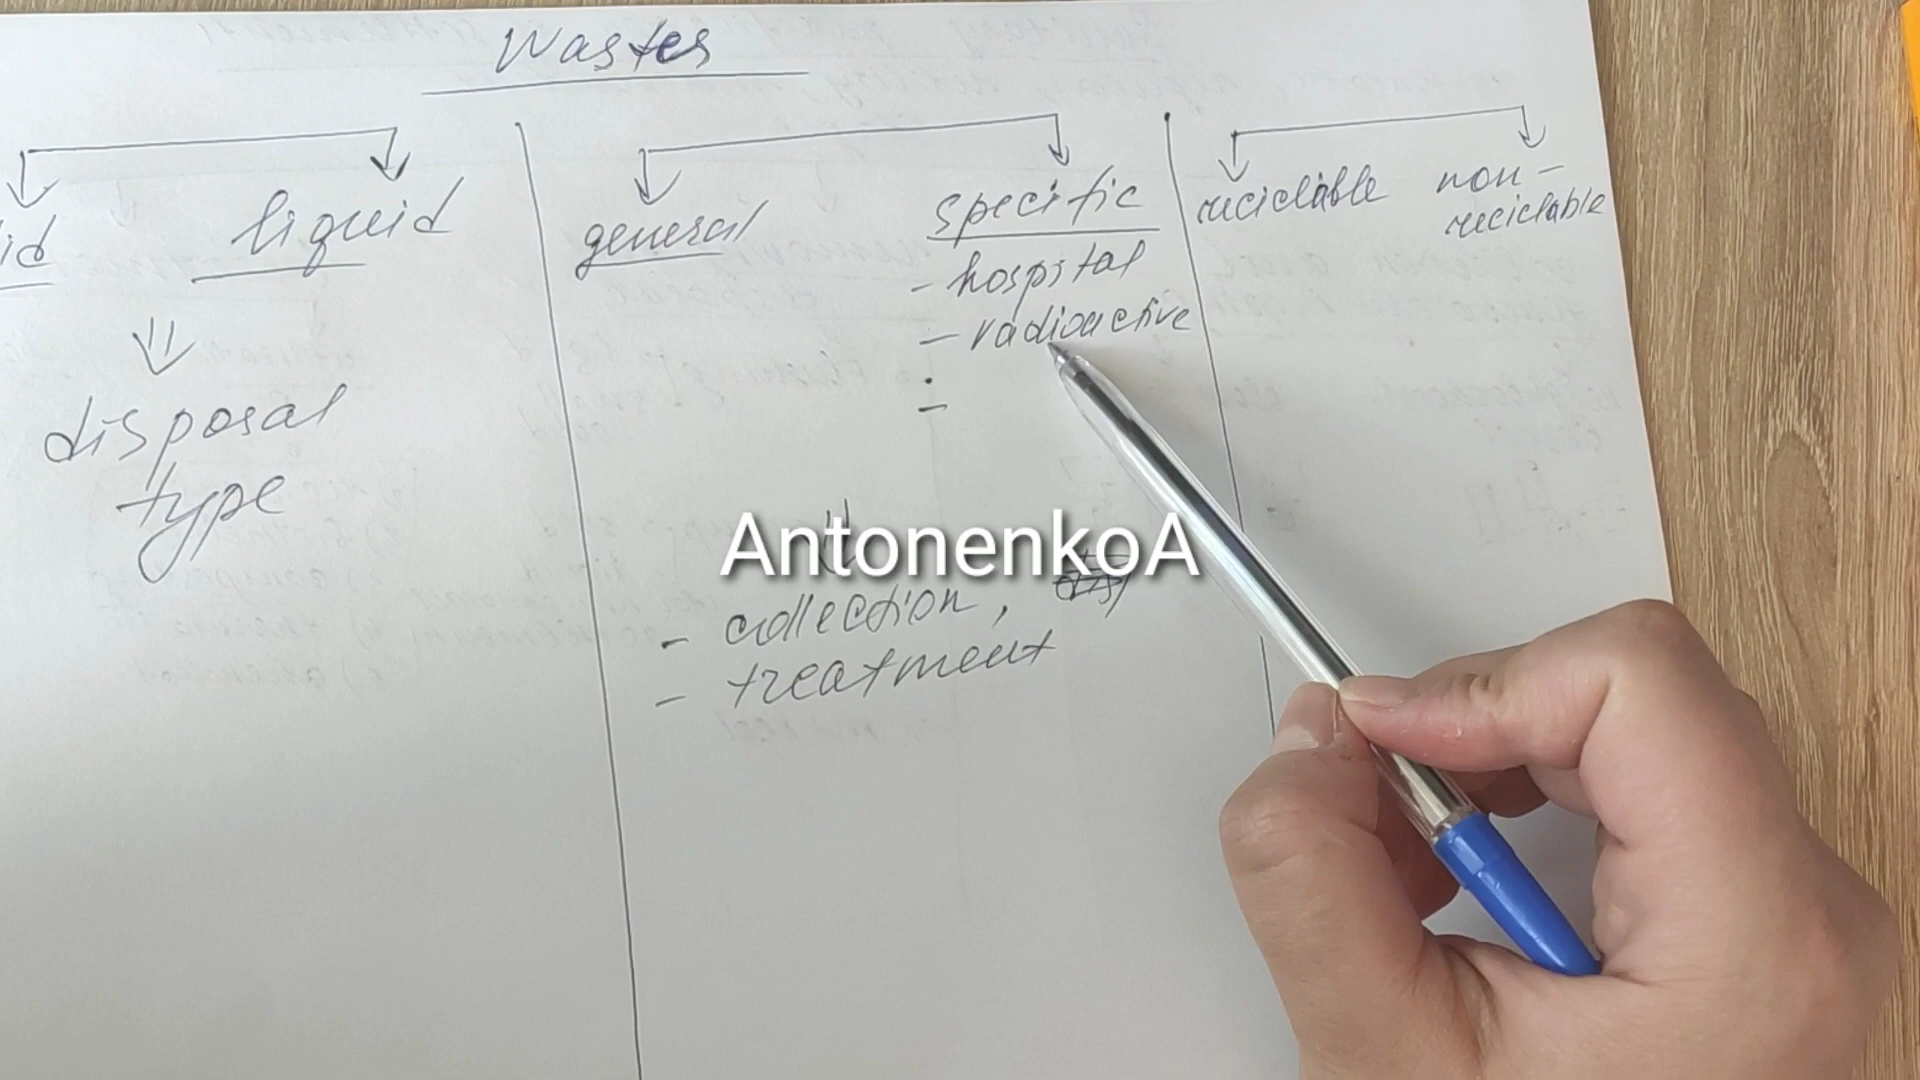 Wastes
id
liquid
disposal
type
general
specific
- hospital
- radioactive
- collection,
- treatment
reciclable
non-
reciclable
AntonenkoA